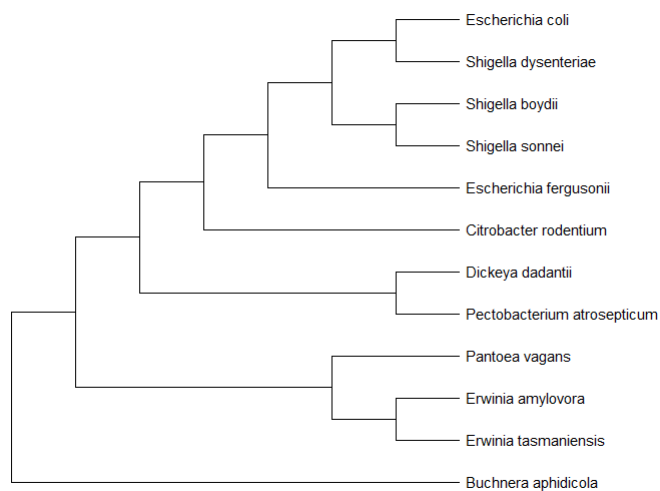 Escherichia coli
Shigella dysenteriae
Shigella boydii
Shigella sonnei
Escherichia fergusonii
Citrobacter rodentium
Dickeya dadantii
Pectobacterium atrosepticum
Pantoea vagans
Erwinia amylovora
Erwinia tasmaniensis
Buchnera aphidicola